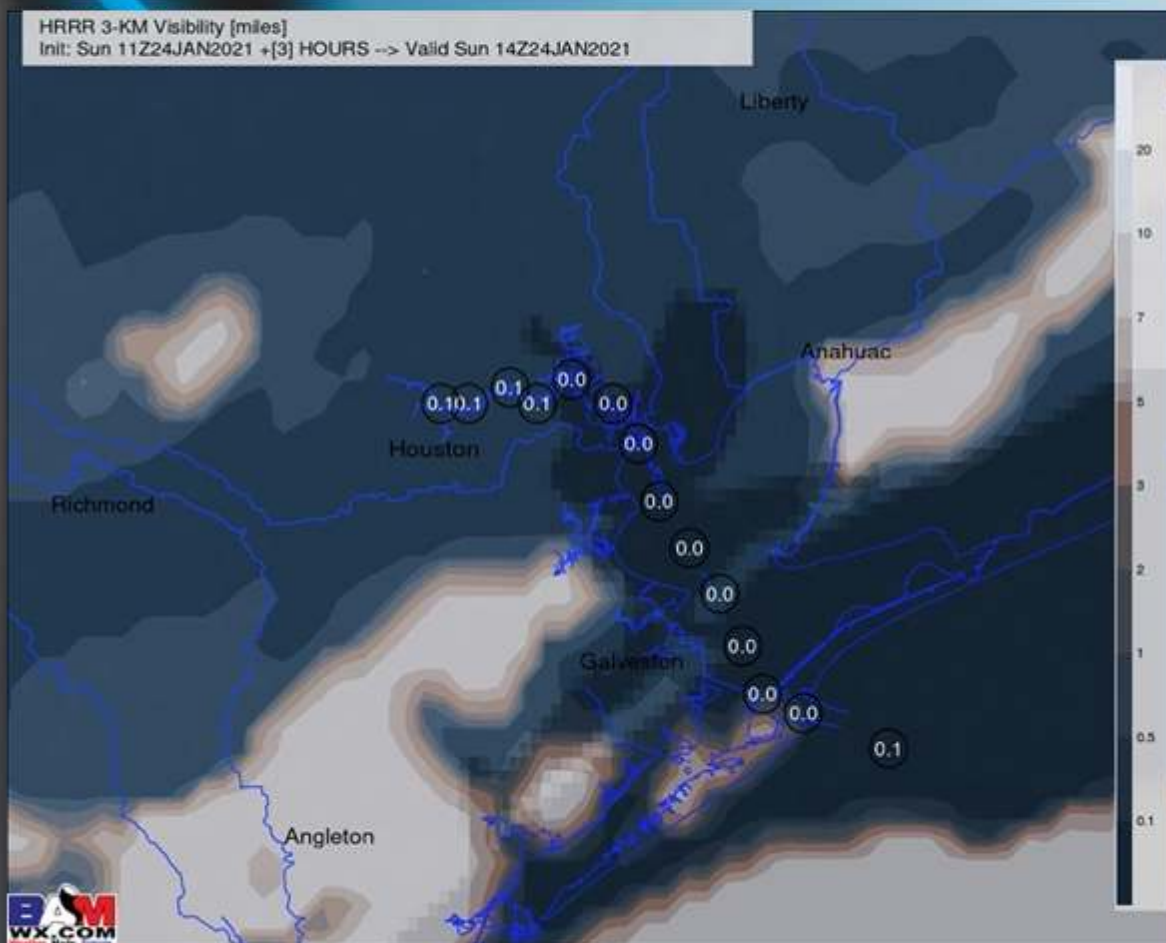 HRRR 3-KM Visibility [miles]
Init: Sun 11Z24JAN2021 +[3] HOURS --> Valid Sun 14Z24JAN2021
Liberty
20
10
7
Anahuac
0.0
0.1
0.1
0.1
0.1
0.0
5
0.0
Houston
3
Richmond
0.0
0.0
2
0.0
0.0
1
Galveston
0.0
0.0
0.5
0.1
0.1
Angleton
BAM
WX.COM